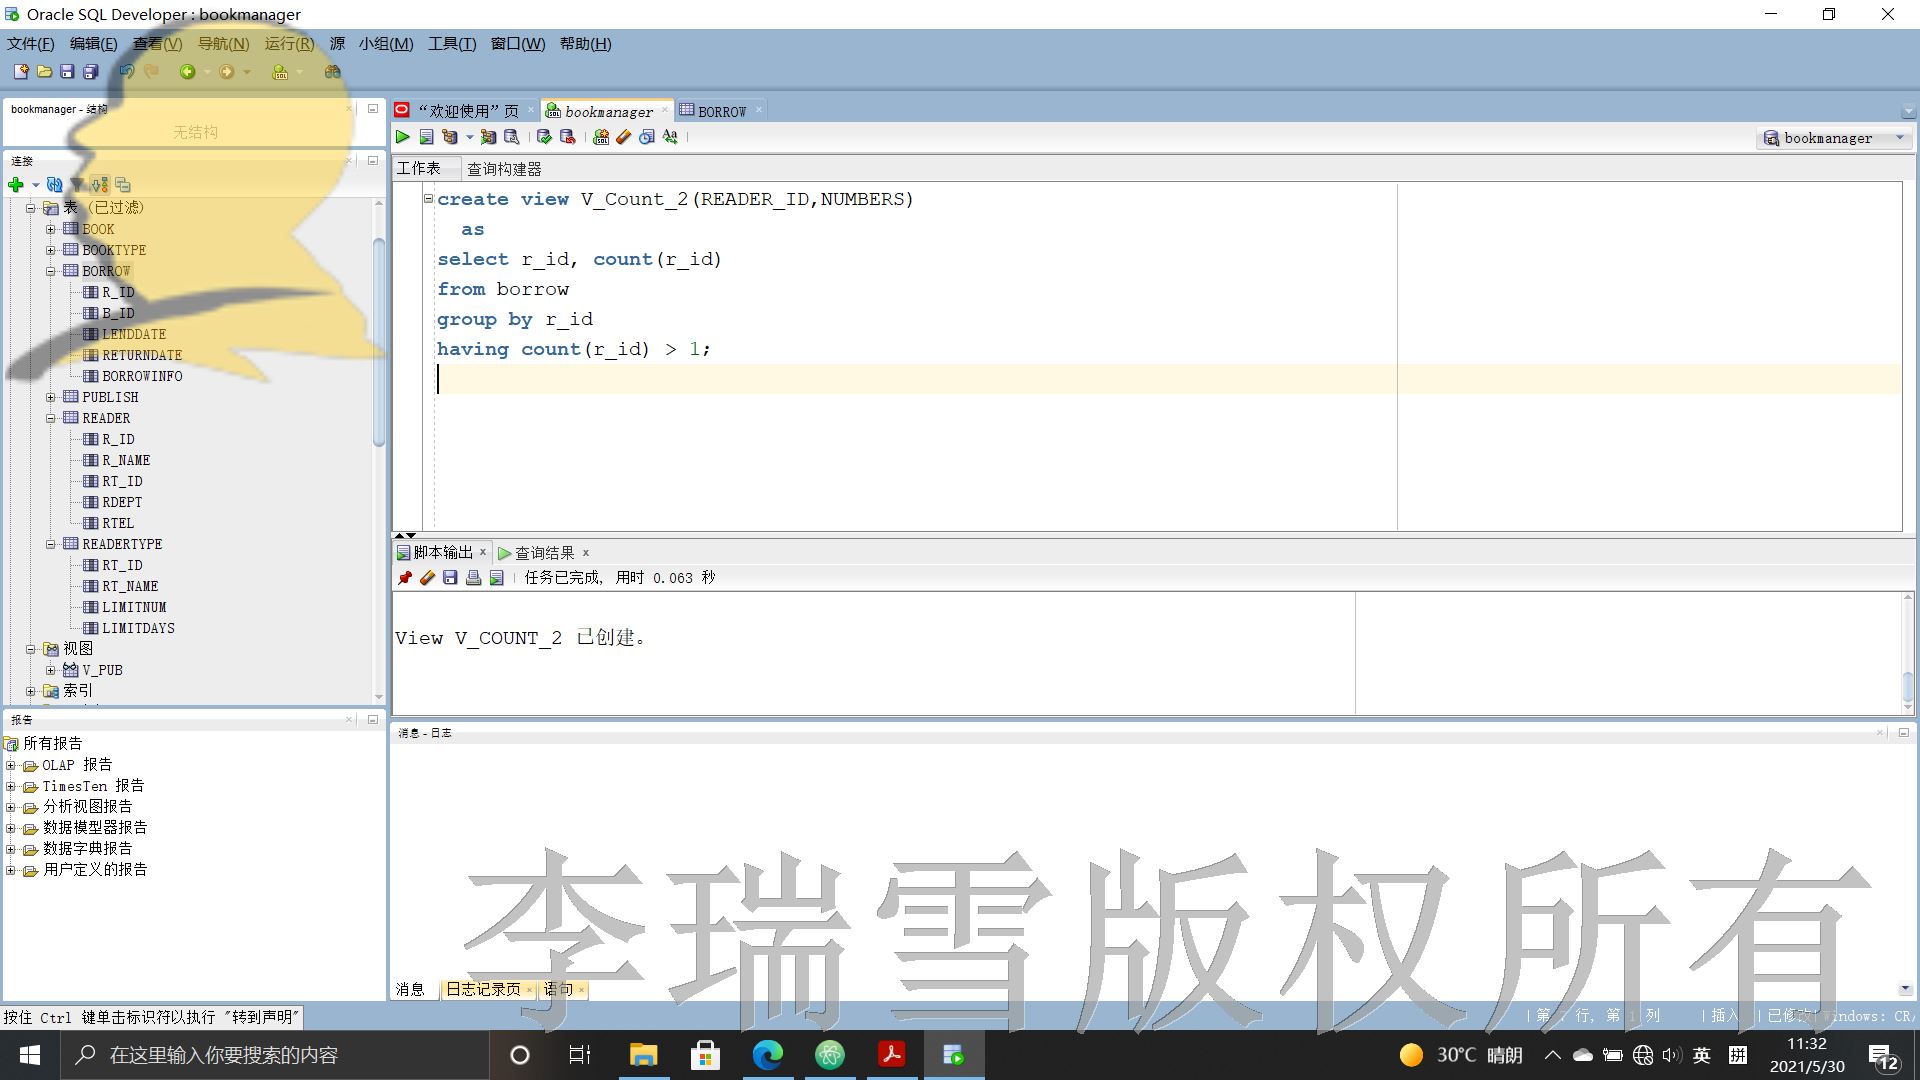 Oracle SQL Developer : bookmanager
文件(F) 编辑(E) 查看(V) 导航(N) 运行(R) 源 小组(M) 工具(T) 窗口(W) 帮助(H)
bookmanager - 结构
无结构
连接
表 (已过滤)
BOOK
BOOKTYPE
BORROW
R_ID
B_ID
LENDDATE
RETURNDATE
BORROWINFO
PUBLISH
READER
R_ID
R_NAME
RT_ID
RDEPT
RTEL
READERTYPE
RT_ID
RT_NAME
LIMITNUM
LIMITDAYS
视图
V_PUB
索引
报告
所有报告
OLAP 报告
TimesTen 报告
分析视图报告
数据模型器报告
数据字典报告
用户定义的报告
“欢迎使用”页 bookmanager BORROW
bookmanager
工作表 查询构建器
create view V_Count_2(READER_ID,NUMBERS)
as
select r_id, count(r_id)
from borrow
group by r_id
having count(r_id) > 1;
脚本输出 x 查询结果 x
任务已完成, 用时 0.063 秒
View V_COUNT_2 已创建。
消息 - 日志
李瑞雪版权所有
消息 日志记录页 语句
按住 Ctrl 键单击标识符以执行 "转到声明"
第 行, 第 1 列 | 插入 | 已修改| Windows: CR/
在这里输入你要搜索的内容
30°C 晴朗
英 拼
11:32
2021/5/30
12